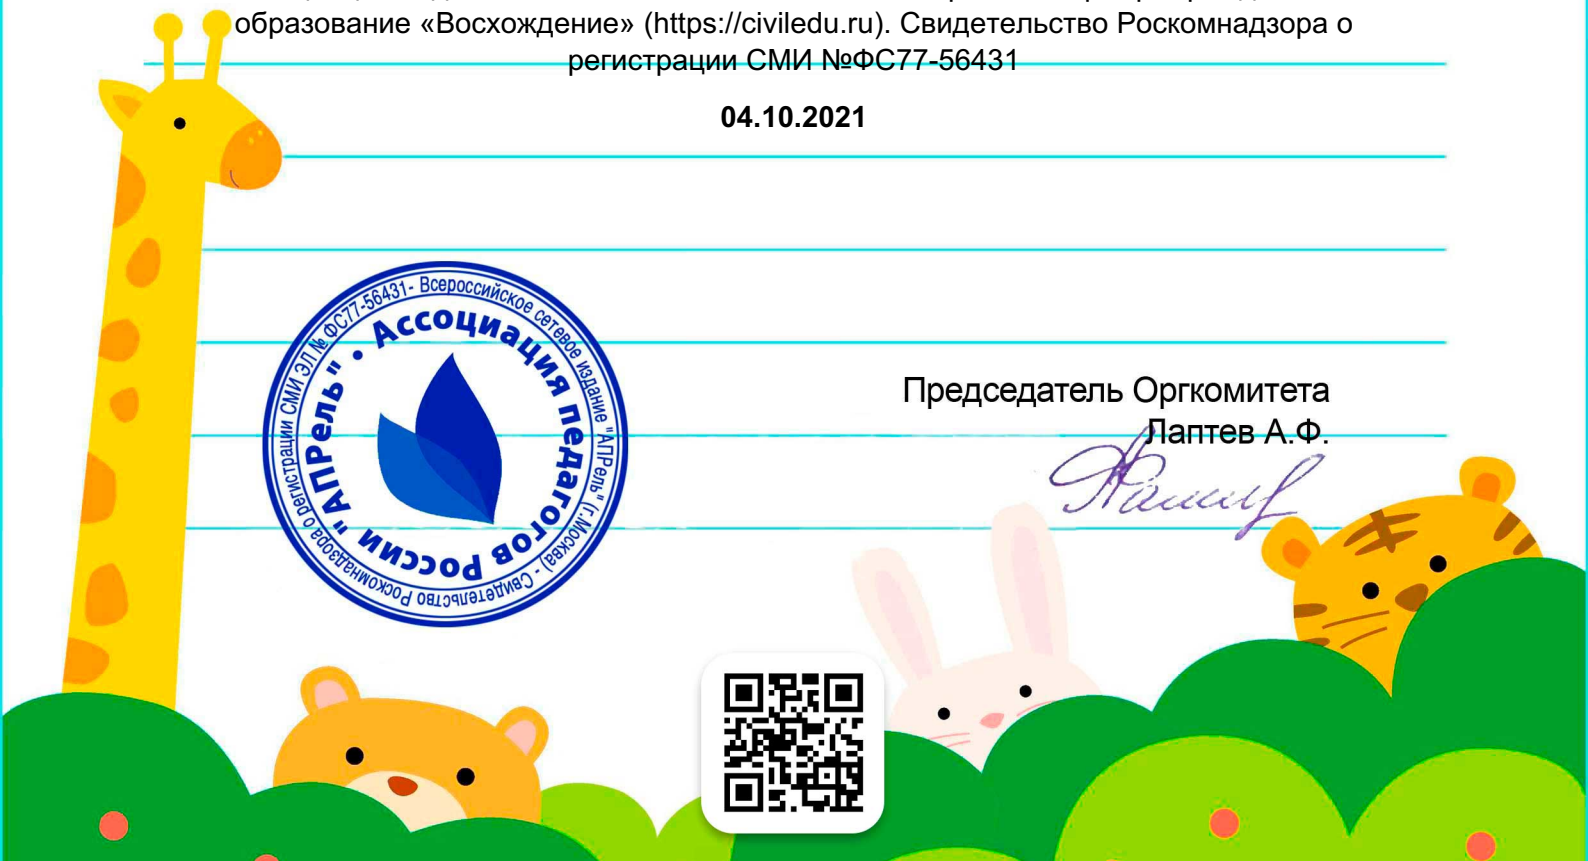 образование «Восхождение» (https://civiledu.ru). Свидетельство Роскомнадзора о
регистрации СМИ №ФС77-56431
04.10.2021
Ассоциация педагогов России "АПРель" •
Всероссийское сетевое издание "АПРель" (г.Москва) - Свидетельство Роскомнадзора о регистрации СМИ ЭЛ № ФС77-56431-
Председатель Оргкомитета
Лаптев А.Ф.